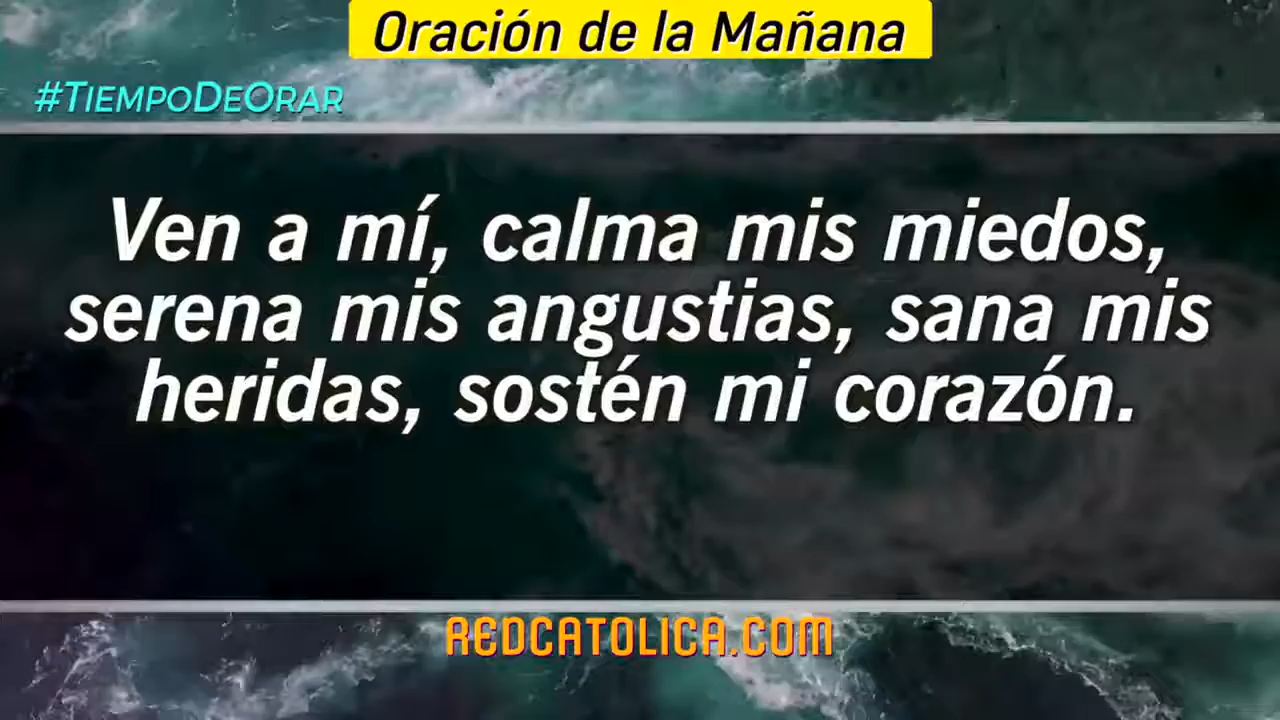 Oración de la Mañana
#TIEMPODEORAR
Ven a mí, calma mis miedos,
serena mis angustias, sana mis
heridas, sostén mi corazón.
REDCATOLICA.COM